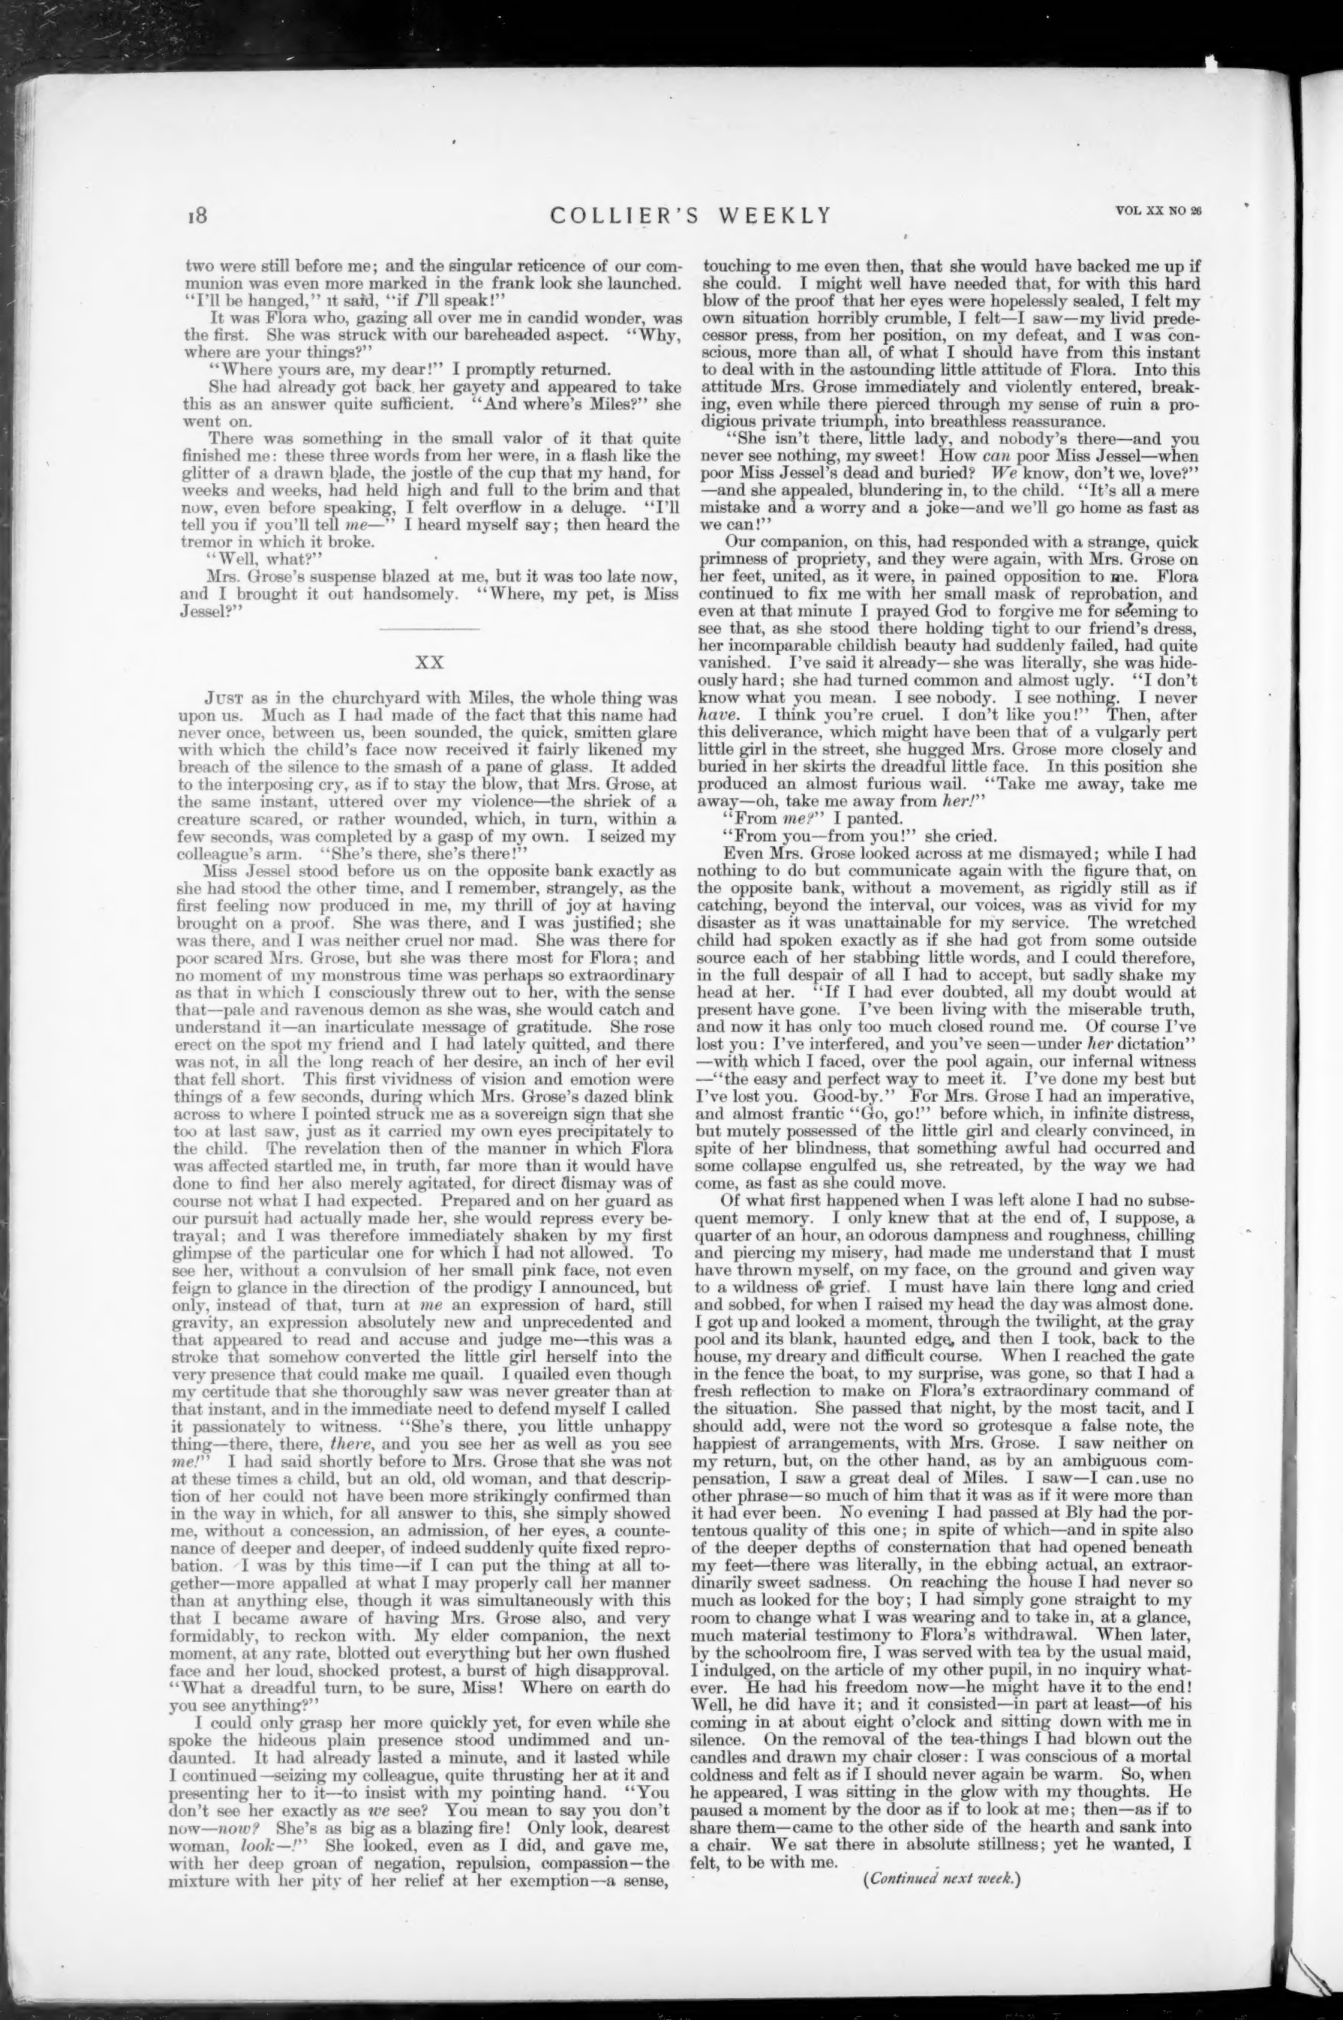 18
COLLIER'S WEEKLY
VOL XX NO 26
two were still before me; and the singular reticence of our com-
munion was even more marked in the frank look she launched.
"I'll be hanged," it said, "if I'll speak!"
It was Flora who, gazing all over me in candid wonder, was
the first. She was struck with our bareheaded aspect. "Why,
where are your things?"
"Where yours are, my dear!" I promptly returned.
She had already got back her gayety and appeared to take
this as an answer quite sufficient. "And where's Miles?" she
went on.
There was something in the small valor of it that quite
finished me: these three words from her were, in a flash like the
glitter of a drawn blade, the jostle of the cup that my hand, for
weeks and weeks, had held high and full to the brim and that
now, even before speaking, I felt overflow in a deluge. "I'll
tell you if you'll tell me—" I heard myself say; then heard the
tremor in which it broke.
"Well, what?"
Mrs. Grose's suspense blazed at me, but it was too late now,
and I brought it out handsomely. "Where, my pet, is Miss
Jessel?"
XX
JUST as in the churchyard with Miles, the whole thing was
upon us. Much as I had made of the fact that this name had
never once, between us, been sounded, the quick, smitten glare
with which the child's face now received it fairly likened my
breach of the silence to the smash of a pane of glass. It added
to the interposing cry, as if to stay the blow, that Mrs. Grose, at
the same instant, uttered over my violence—the shriek of a
creature scared, or rather wounded, which, in turn, within a
few seconds, was completed by a gasp of my own. I seized my
colleague's arm. "She's there, she's there!"
Miss Jessel stood before us on the opposite bank exactly as
she had stood the other time, and I remember, strangely, as the
first feeling now produced in me, my thrill of joy at having
brought on a proof. She was there, and I was justified; she
was there, and I was neither cruel nor mad. She was there for
poor scared Mrs. Grose, but she was there most for Flora; and
no moment of my monstrous time was perhaps so extraordinary
as that in which I consciously threw out to her, with the sense
that—pale and ravenous demon as she was, she would catch and
understand it—an inarticulate message of gratitude. She rose
erect on the spot my friend and I had lately quitted, and there
was not, in all the long reach of her desire, an inch of her evil
that fell short. This first vividness of vision and emotion were
things of a few seconds, during which Mrs. Grose's dazed blink
across to where I pointed struck me as a sovereign sign that she
too at last saw, just as it carried my own eyes precipitately to
the child. The revelation then of the manner in which Flora
was affected startled me, in truth, far more than it would have
done to find her also merely agitated, for direct dismay was of
course not what I had expected. Prepared and on her guard as
our pursuit had actually made her, she would repress every be-
trayal; and I was therefore immediately shaken by my first
glimpse of the particular one for which I had not allowed. To
see her, without a convulsion of her small pink face, not even
feign to glance in the direction of the prodigy I announced, but
only, instead of that, turn at me an expression of hard, still
gravity, an expression absolutely new and unprecedented and
that appeared to read and accuse and judge me—this was a
stroke that somehow converted the little girl herself into the
very presence that could make me quail. I quailed even though
my certitude that she thoroughly saw was never greater than at
that instant, and in the immediate need to defend myself I called
it passionately to witness. "She's there, you little unhappy
thing—there, there, there, and you see her as well as you see
me!" I had said shortly before to Mrs. Grose that she was not
at these times a child, but an old, old woman, and that descrip-
tion of her could not have been more strikingly confirmed than
in the way in which, for all answer to this, she simply showed
me, without a concession, an admission, of her eyes, a counte-
nance of deeper and deeper, of indeed suddenly quite fixed repro-
bation. I was by this time—if I can put the thing at all to-
gether—more appalled at what I may properly call her manner
than at anything else, though it was simultaneously with this
that I became aware of having Mrs. Grose also, and very
formidably, to reckon with. My elder companion, the next
moment, at any rate, blotted out everything but her own flushed
face and her loud, shocked protest, a burst of high disapproval.
"What a dreadful turn, to be sure, Miss! Where on earth do
you see anything?"
I could only grasp her more quickly yet, for even while she
spoke the hideous plain presence stood undimmed and un-
daunted. It had already lasted a minute, and it lasted while
I continued—seizing my colleague, quite thrusting her at it and
presenting her to it—to insist with my pointing hand. "You
don't see her exactly as we see? You mean to say you don't
now—now? She's as big as a blazing fire! Only look, dearest
woman, look—!" She looked, even as I did, and gave me,
with her deep groan of negation, repulsion, compassion—the
mixture with her pity of her relief at her exemption—a sense,
touching to me even then, that she would have backed me up if
she could. I might well have needed that, for with this hard
blow of the proof that her eyes were hopelessly sealed, I felt my
own situation horribly crumble, I felt—I saw—my livid prede-
cessor press, from her position, on my defeat, and I was con-
scious, more than all, of what I should have from this instant
to deal with in the astounding little attitude of Flora. Into this
attitude Mrs. Grose immediately and violently entered, break-
ing, even while there pierced through my sense of ruin a pro-
digious private triumph, into breathless reassurance.
"She isn't there, little lady, and nobody's there—and you
never see nothing, my sweet! How can poor Miss Jessel—when
poor Miss Jessel's dead and buried? We know, don't we, love?"
—and she appealed, blundering in, to the child. "It's all a mere
mistake and a worry and a joke—and we'll go home as fast as
we can!"
Our companion, on this, had responded with a strange, quick
primness of propriety, and they were again, with Mrs. Grose on
her feet, united, as it were, in pained opposition to me. Flora
continued to fix me with her small mask of reprobation, and
even at that minute I prayed God to forgive me for seeming to
see that, as she stood there holding tight to our friend's dress,
her incomparable childish beauty had suddenly failed, had quite
vanished. I've said it already—she was literally, she was hide-
ously hard; she had turned common and almost ugly. "I don't
know what you mean. I see nobody. I see nothing. I never
have. I think you're cruel. I don't like you!" Then, after
this deliverance, which might have been that of a vulgarly pert
little girl in the street, she hugged Mrs. Grose more closely and
buried in her skirts the dreadful little face. In this position she
produced an almost furious wail. "Take me away, take me
away—oh, take me away from her!"
"From me?" I panted.
"From you—from you!" she cried.
Even Mrs. Grose looked across at me dismayed; while I had
nothing to do but communicate again with the figure that, on
the opposite bank, without a movement, as rigidly still as if
catching, beyond the interval, our voices, was as vivid for my
disaster as it was unattainable for my service. The wretched
child had spoken exactly as if she had got from some outside
source each of her stabbing little words, and I could therefore,
in the full despair of all I had to accept, but sadly shake my
head at her. "If I had ever doubted, all my doubt would at
present have gone. I've been living with the miserable truth,
and now it has only too much closed round me. Of course I've
lost you: I've interfered, and you've seen—under her dictation"
—with which I faced, over the pool again, our infernal witness
—"the easy and perfect way to meet it. I've done my best but
I've lost you. Good-by." For Mrs. Grose I had an imperative,
and almost frantic "Go, go!" before which, in infinite distress,
but mutely possessed of the little girl and clearly convinced, in
spite of her blindness, that something awful had occurred and
some collapse engulfed us, she retreated, by the way we had
come, as fast as she could move.
Of what first happened when I was left alone I had no subse-
quent memory. I only knew that at the end of, I suppose, a
quarter of an hour, an odorous dampness and roughness, chilling
and piercing my misery, had made me understand that I must
have thrown myself, on my face, on the ground and given way
to a wildness of grief. I must have lain there long and cried
and sobbed, for when I raised my head the day was almost done.
I got up and looked a moment, through the twilight, at the gray
pool and its blank, haunted edge, and then I took, back to the
house, my dreary and difficult course. When I reached the gate
in the fence the boat, to my surprise, was gone, so that I had a
fresh reflection to make on Flora's extraordinary command of
the situation. She passed that night, by the most tacit, and I
should add, were not the word so grotesque a false note, the
happiest of arrangements, with Mrs. Grose. I saw neither on
my return, but, on the other hand, as by an ambiguous com-
pensation, I saw a great deal of Miles. I saw—I can use no
other phrase—so much of him that it was as if it were more than
it had ever been. No evening I had passed at Bly had the por-
tentous quality of this one; in spite of which—and in spite also
of the deeper depths of consternation that had opened beneath
my feet—there was literally, in the ebbing actual, an extraor-
dinarily sweet sadness. On reaching the house I had never so
much as looked for the boy; I had simply gone straight to my
room to change what I was wearing and to take in, at a glance,
much material testimony to Flora's withdrawal. When later,
by the schoolroom fire, I was served with tea by the usual maid,
I indulged, on the article of my other pupil, in no inquiry what-
ever. He had his freedom now—he might have it to the end!
Well, he did have it; and it consisted—in part at least—of his
coming in at about eight o'clock and sitting down with me in
silence. On the removal of the tea-things I had blown out the
candles and drawn my chair closer: I was conscious of a mortal
coldness and felt as if I should never again be warm. So, when
he appeared, I was sitting in the glow with my thoughts. He
paused a moment by the door as if to look at me; then—as if to
share them—came to the other side of the hearth and sank into
a chair. We sat there in absolute stillness; yet he wanted, I
felt, to be with me.
(Continued next week.)